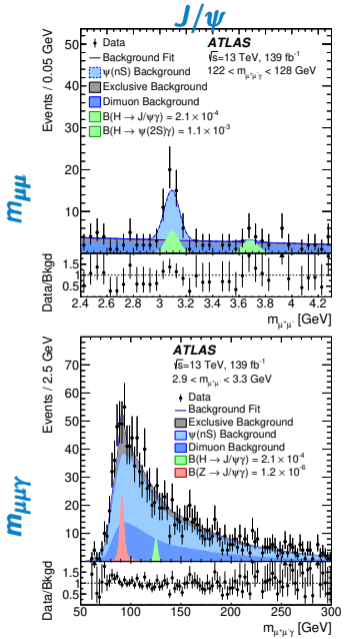 J/ψ
Data
Background Fit
ψ(nS) Background
Exclusive Background
Dimuon Background
B(H → J/ψγ) = 2.1 × 10⁻⁴
B(H → ψ(2S)γ) = 1.1 × 10⁻³
ATLAS
√s=13 TeV, 139 fb⁻¹
122 < m_μ⁺μ⁻γ < 128 GeV
Events / 0.05 GeV
50
40
30
20
10
m_μμ
Data/Bkgd
1.5
1.0
0.5
2.4 2.6 2.8 3 3.2 3.4 3.6 3.8 4 4.2
m_μ⁺μ⁻ [GeV]
ATLAS
√s=13 TeV, 139 fb⁻¹
2.9 < m_μ⁺μ⁻ < 3.3 GeV
Data
Background Fit
Exclusive Background
ψ(nS) Background
Dimuon Background
B(H → J/ψγ) = 2.1 × 10⁻⁴
B(Z → J/ψγ) = 1.2 × 10⁻⁶
Events / 2.5 GeV
70
60
50
40
30
20
10
m_μμγ
Data/Bkgd
1.5
1.0
0.5
50 100 150 200 250 300
m_μ⁺μ⁻γ [GeV]